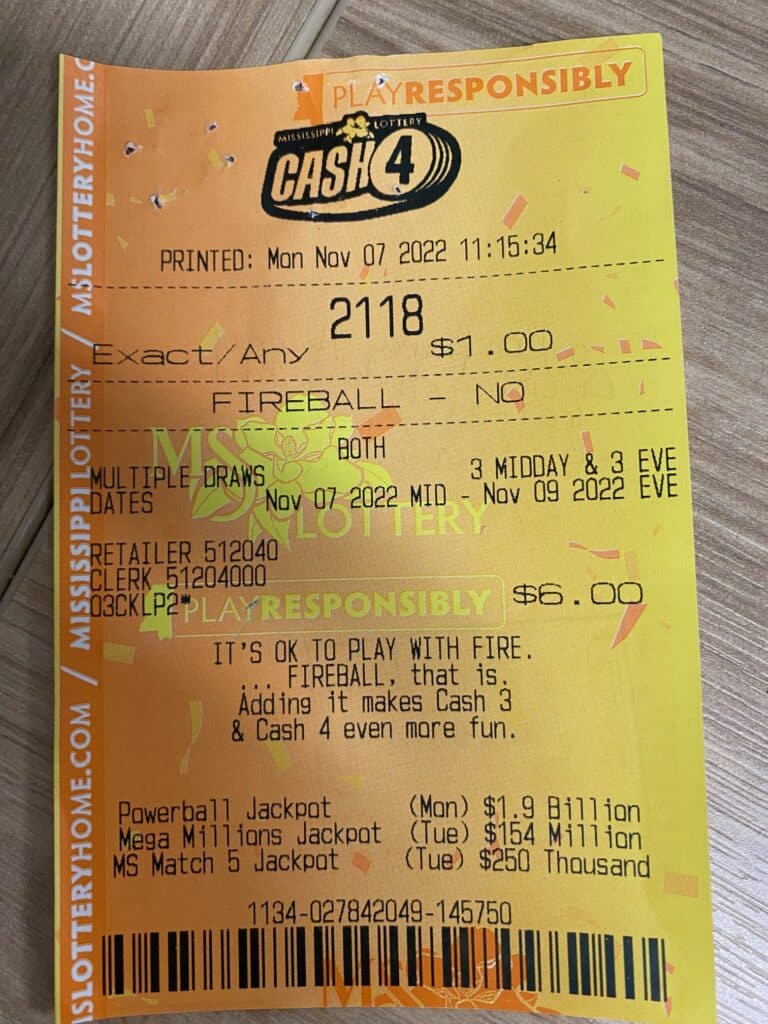 PLAYRESPONSIBLY
MISSISSIPPI LOTTERY
CASH 4
PRINTED: Mon Nov 07 2022 11:15:34
2118
Exact/Any $1.00
FIREBALL - NO
BOTH
MULTIPLE DRAWS 3 MIDDAY & 3 EVE
DATES Nov 07 2022 MID - Nov 09 2022 EVE
MS LOTTERY
RETAILER 512040
CLERK 51204000
03CKLP2*
PLAYRESPONSIBLY
$6.00
IT'S OK TO PLAY WITH FIRE.
... FIREBALL, that is.
Adding it makes Cash 3
& Cash 4 even more fun.
Powerball Jackpot (Mon) $1.9 Billion
Mega Millions Jackpot (Tue) $154 Million
MS Match 5 Jackpot (Tue) $250 Thousand
1134-027842049-145750
MS
MSLOTTERYHOME.COM / MISSISSIPPI LOTTERY / MSLOTTERYHOME.C